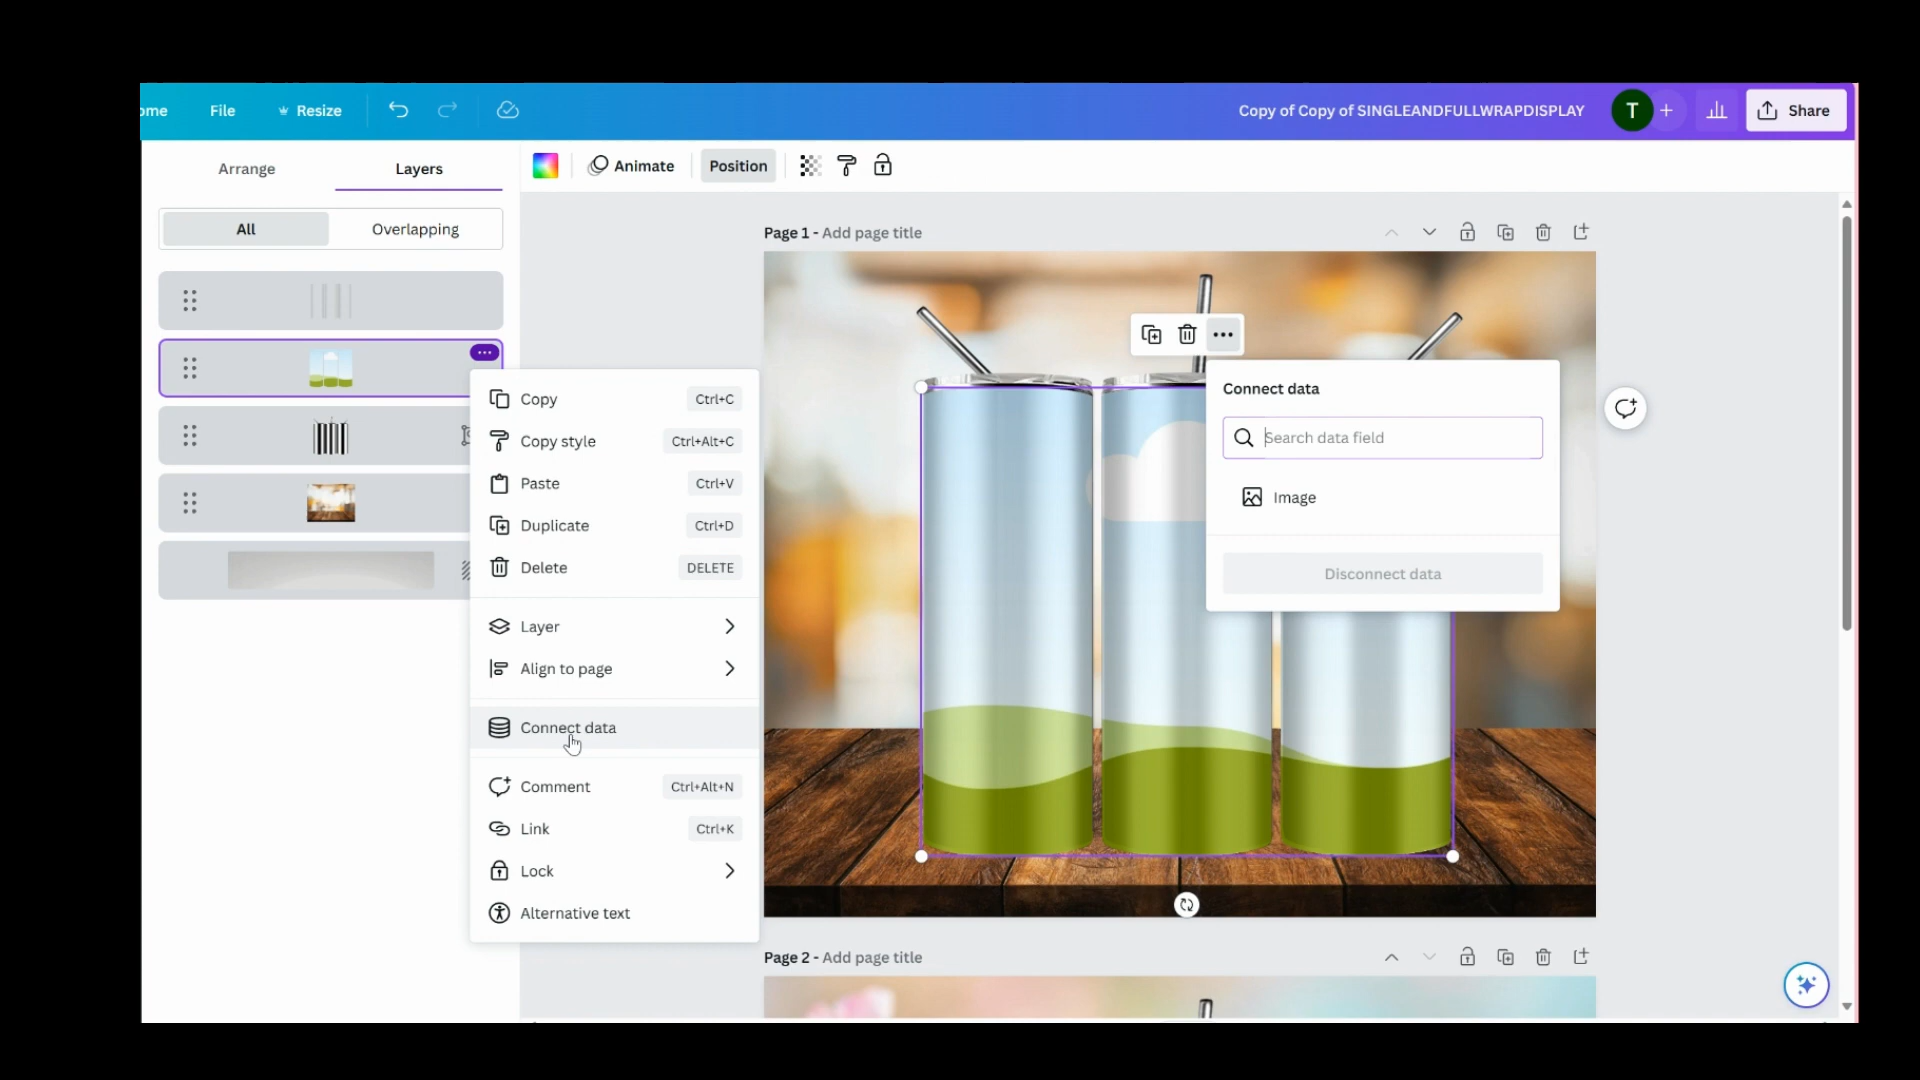 ome File Resize Copy of Copy of SINGLEANDFULLWRAPDISPLAY T + Share
Arrange Layers Animate Position
All Overlapping
Page 1 - Add page title
Copy Ctrl+C
Copy style Ctrl+Alt+C
Paste Ctrl+V
Duplicate Ctrl+D
Delete DELETE
Layer
Align to page
Connect data
Comment Ctrl+Alt+N
Link Ctrl+K
Lock
Alternative text
Connect data
Search data field
Image
Disconnect data
Page 2 - Add page title